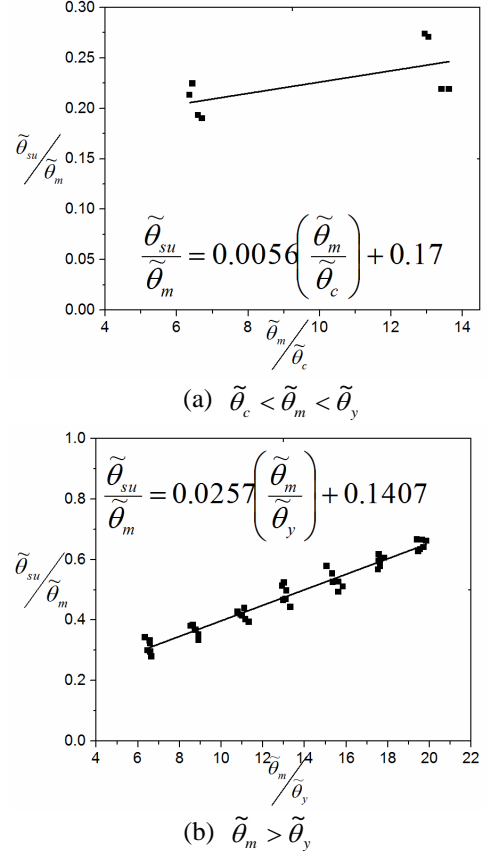 0.30
0.25
0.20
θ̃su/θ̃m
0.15
0.10
θ̃su/θ̃m = 0.0056(θ̃m/θ̃c) + 0.17
0.05
0.00
4 6 8 10 12 14
θ̃m/θ̃c
(a) θ̃c < θ̃m < θ̃y
1.0
θ̃su/θ̃m = 0.0257(θ̃m/θ̃y) + 0.1407
0.8
0.6
θ̃su/θ̃m
0.4
0.2
0.0
4 6 8 10 12 14 16 18 20 22
θ̃m/θ̃y
(b) θ̃m > θ̃y